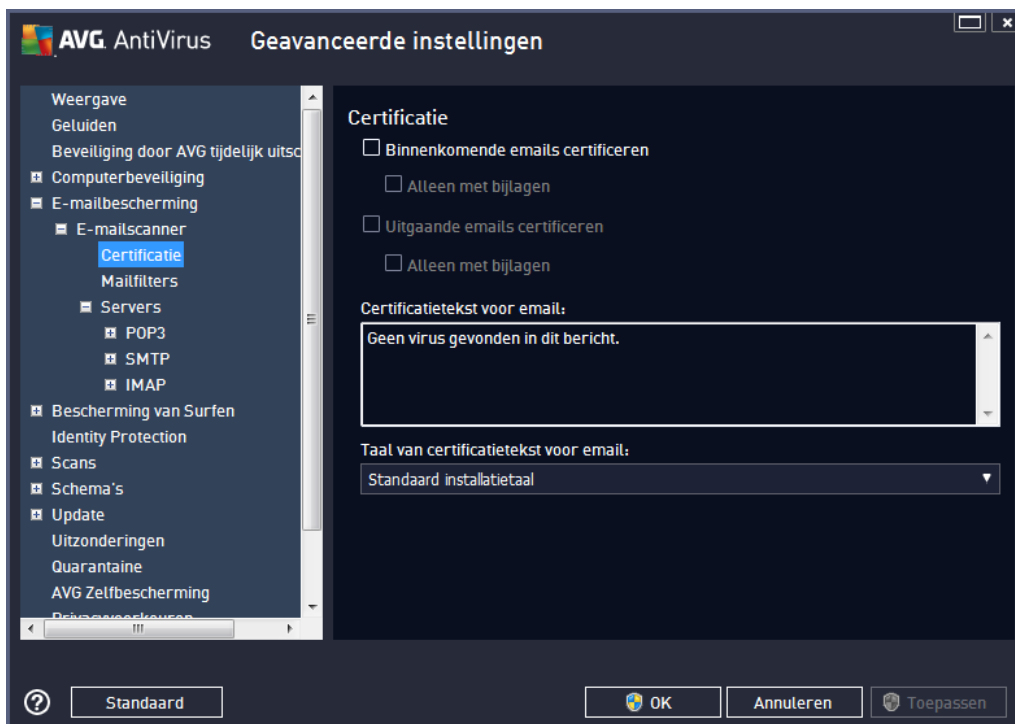 AVG. AntiVirus Geavanceerde instellingen
Weergave
Geluiden
Beveiliging door AVG tijdelijk uitsc
Computerbeveiliging
E-mailbescherming
E-mailscanner
Certificatie
Mailfilters
Servers
POP3
SMTP
IMAP
Bescherming van Surfen
Identity Protection
Scans
Schema's
Update
Uitzonderingen
Quarantaine
AVG Zelfbescherming
Privacyvoorkeuren
Certificatie
Binnenkomende emails certificeren
Alleen met bijlagen
Uitgaande emails certificeren
Alleen met bijlagen
Certificatietekst voor email:
Geen virus gevonden in dit bericht.
Taal van certificatietekst voor email:
Standaard installatietaal
Standaard
OK
Annuleren
Toepassen